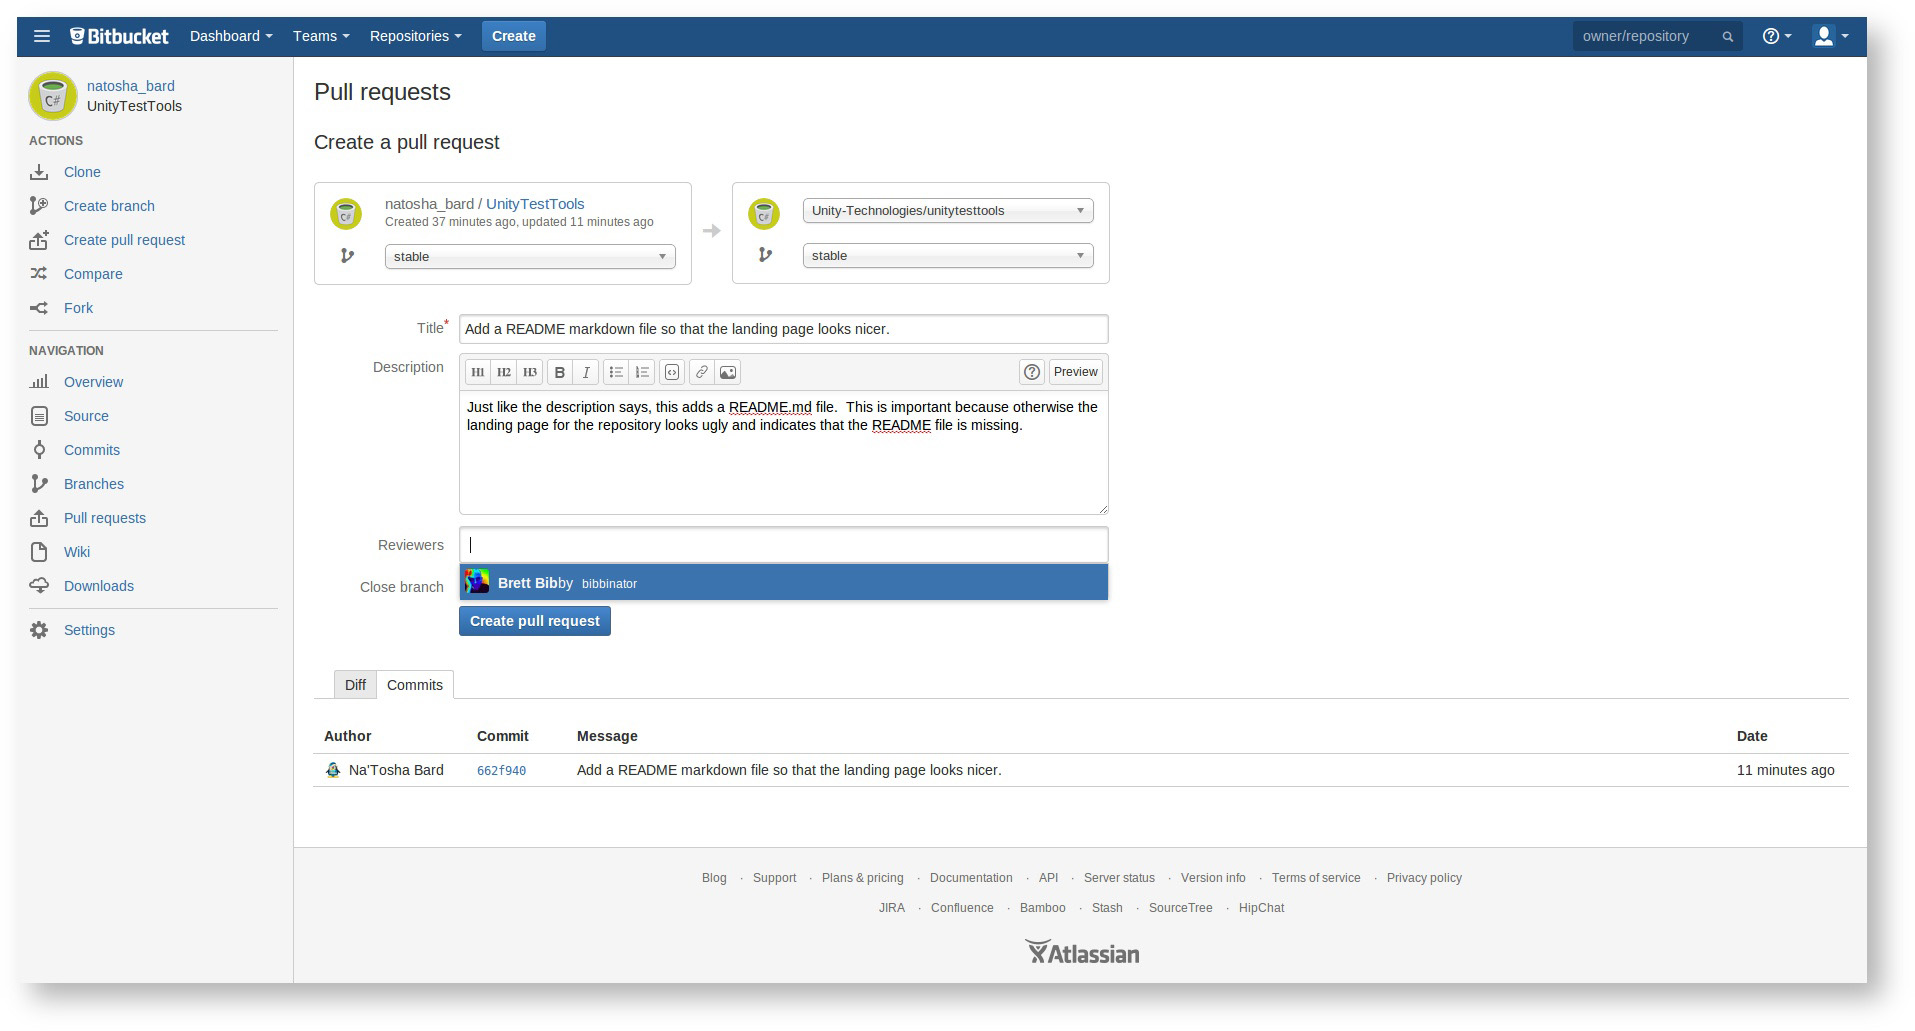 Bitbucket Dashboard Teams Repositories Create owner/repository
natosha_bard
UnityTestTools
ACTIONS
Clone
Create branch
Create pull request
Compare
Fork
NAVIGATION
Overview
Source
Commits
Branches
Pull requests
Wiki
Downloads
Settings
Pull requests
Create a pull request
natosha_bard / UnityTestTools
Created 37 minutes ago, updated 11 minutes ago
stable
Unity-Technologies/unitytesttools
stable
Title* Add a README markdown file so that the landing page looks nicer.
Description H1 H2 H3 B I Preview
Just like the description says, this adds a README.md file.  This is important because otherwise the
landing page for the repository looks ugly and indicates that the README file is missing.
Reviewers
Brett Bibby bibbinator
Close branch
Create pull request
Diff Commits
Author Commit Message Date
Na'Tosha Bard 662f940 Add a README markdown file so that the landing page looks nicer. 11 minutes ago
Blog · Support · Plans & pricing · Documentation · API · Server status · Version info · Terms of service · Privacy policy
JIRA · Confluence · Bamboo · Stash · SourceTree · HipChat
Atlassian
C#
C#
C#